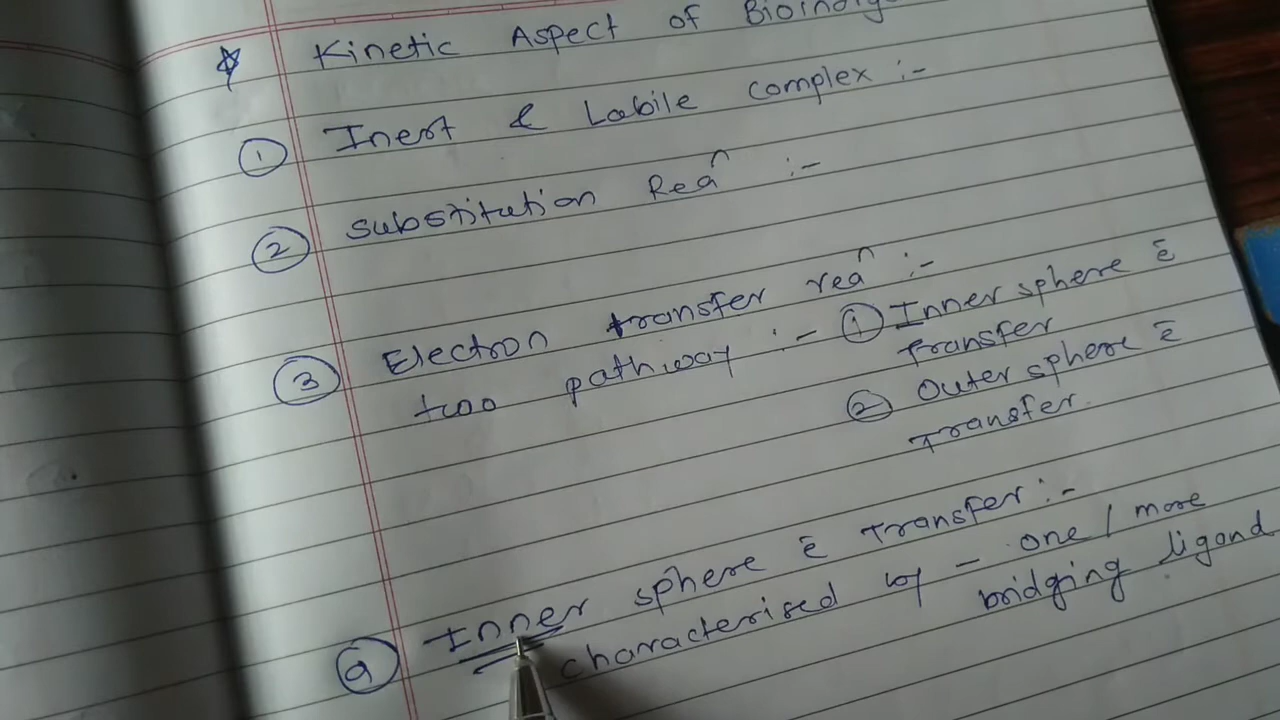 ☆ Kinetic Aspect of
① Inert & Labile complex :-
② substitution Reaⁿ :-
③ Electron transfer reaⁿ :-
two pathway :- ① Inner sphere ē
transfer
② Outer sphere ē
Transfer.
ⓐ Inner sphere ē Transfer :-
characterised by - one / more
bridging ligand